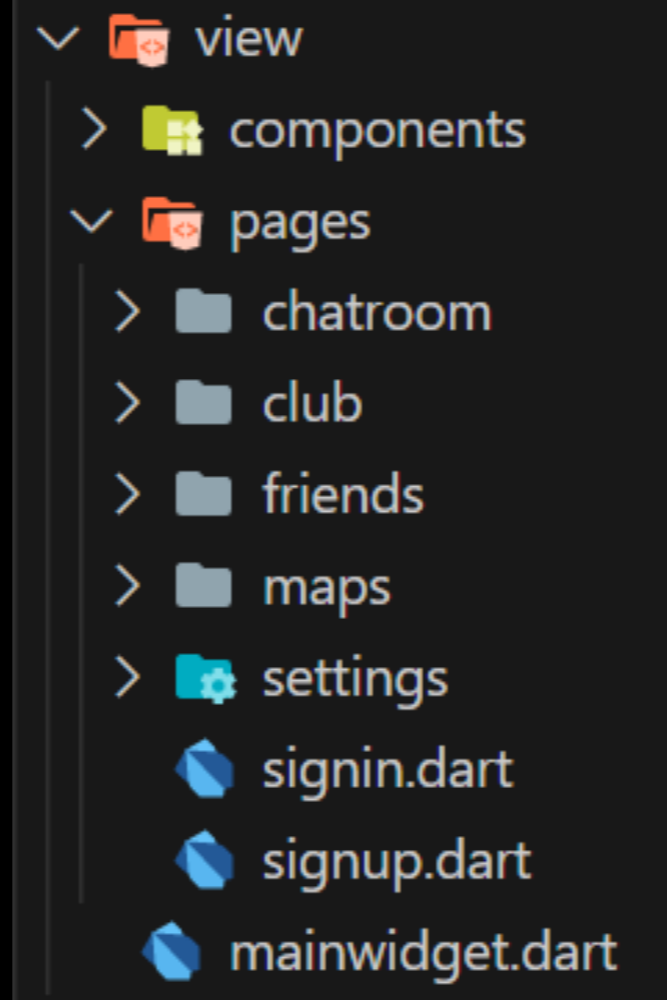 view
components
pages
chatroom
club
friends
maps
settings
signin.dart
signup.dart
mainwidget.dart